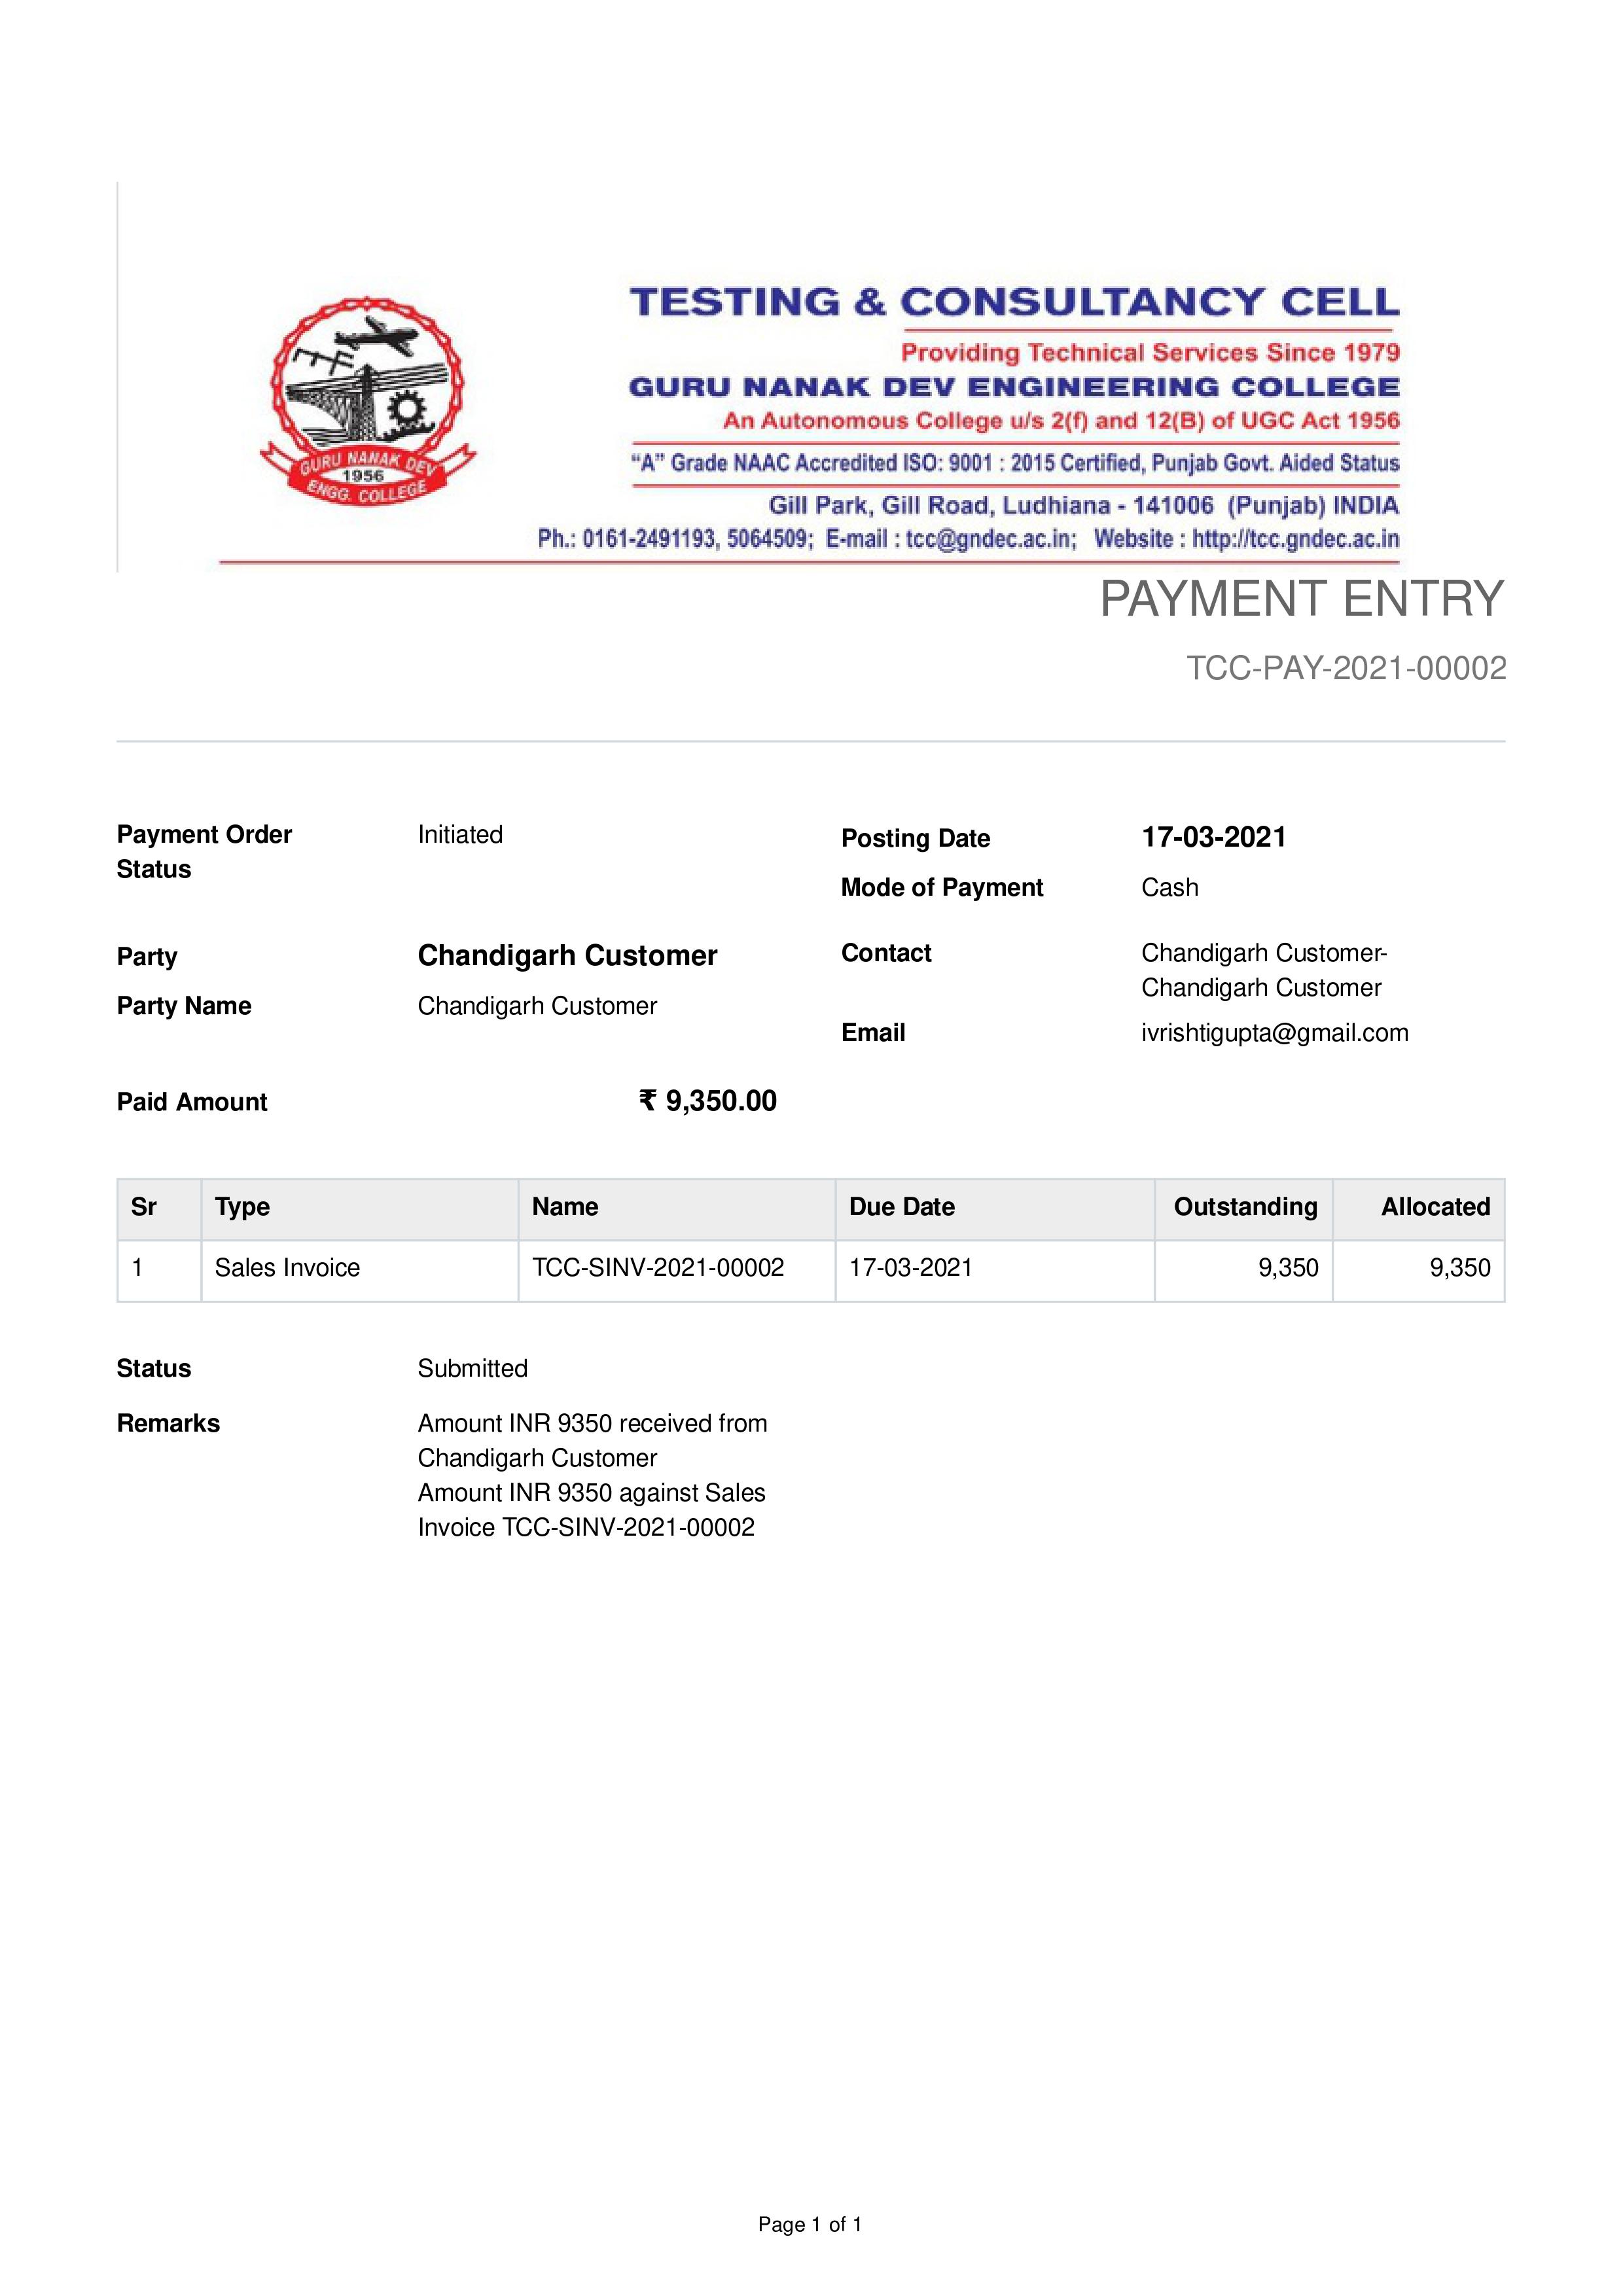 TESTING & CONSULTANCY CELL
Providing Technical Services Since 1979
GURU NANAK DEV ENGINEERING COLLEGE
An Autonomous College u/s 2(f) and 12(B) of UGC Act 1956
“A” Grade NAAC Accredited ISO: 9001 : 2015 Certified, Punjab Govt. Aided Status
Gill Park, Gill Road, Ludhiana - 141006 (Punjab) INDIA
Ph.: 0161-2491193, 5064509; E-mail : tcc@gndec.ac.in; Website : http://tcc.gndec.ac.in
GURU NANAK DEV
1956
ENGG. COLLEGE
PAYMENT ENTRY
TCC-PAY-2021-00002
Payment Order Status Initiated
Posting Date 17-03-2021
Mode of Payment Cash
Party Chandigarh Customer
Party Name Chandigarh Customer
Contact Chandigarh Customer-
Chandigarh Customer
Email ivrishtigupta@gmail.com
Paid Amount ₹ 9,350.00
Sr Type Name Due Date Outstanding Allocated
1 Sales Invoice TCC-SINV-2021-00002 17-03-2021 9,350 9,350
Status Submitted
Remarks Amount INR 9350 received from
Chandigarh Customer
Amount INR 9350 against Sales
Invoice TCC-SINV-2021-00002
Page 1 of 1